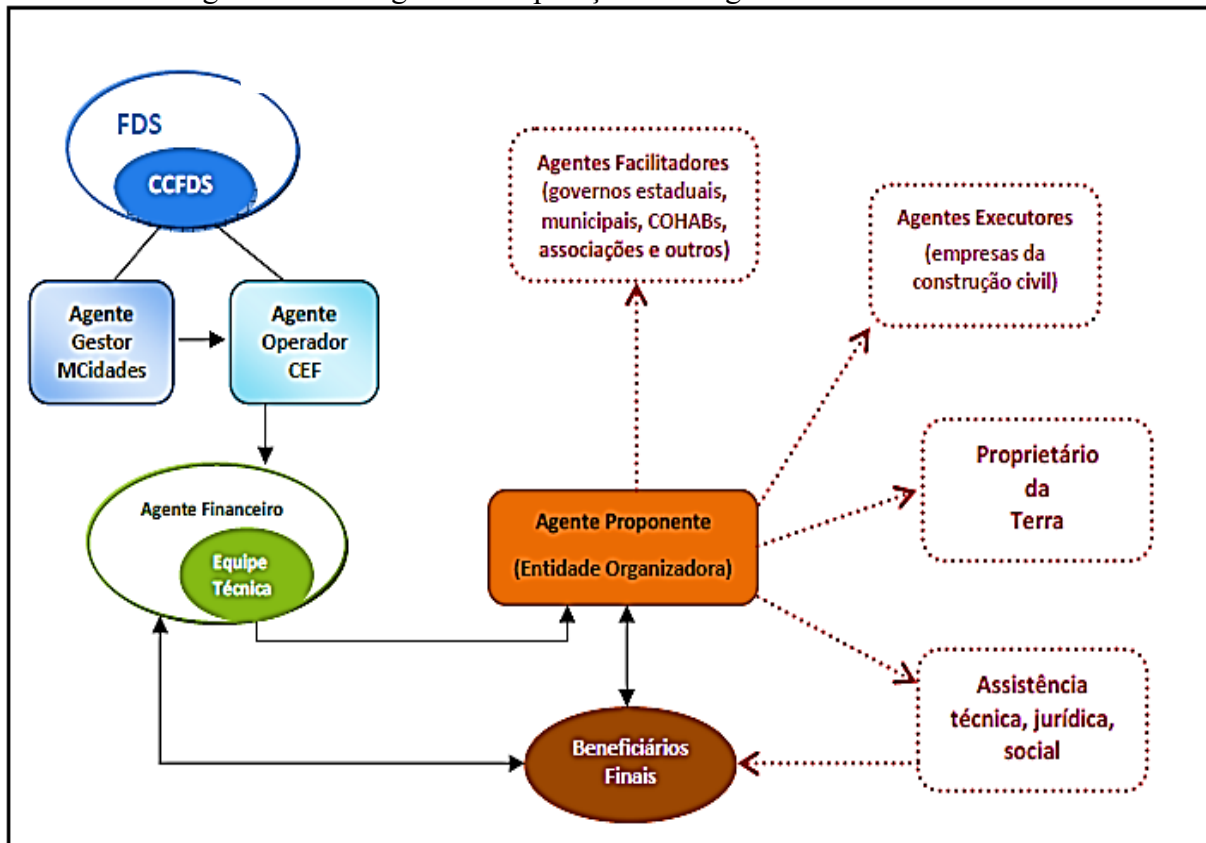 FDS
CCFDS
Agente
Gestor
MCidades
Agente
Operador
CEF
Agente Financeiro
Equipe
Técnica
Agentes Facilitadores
(governos estaduais,
municipais, COHABs,
associações e outros)
Agentes Executores
(empresas da
construção civil)
Agente Proponente
(Entidade Organizadora)
Proprietário
da
Terra
Assistência
técnica, jurídica,
social
Beneficiários
Finais